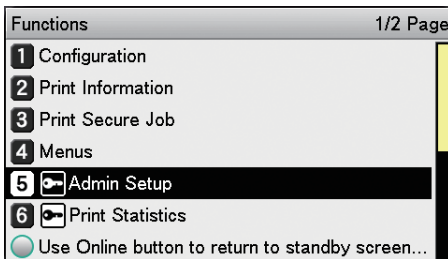 Functions 1/2 Page
1 Configuration
2 Print Information
3 Print Secure Job
4 Menus
5 Admin Setup
6 Print Statistics
Use Online button to return to standby screen...